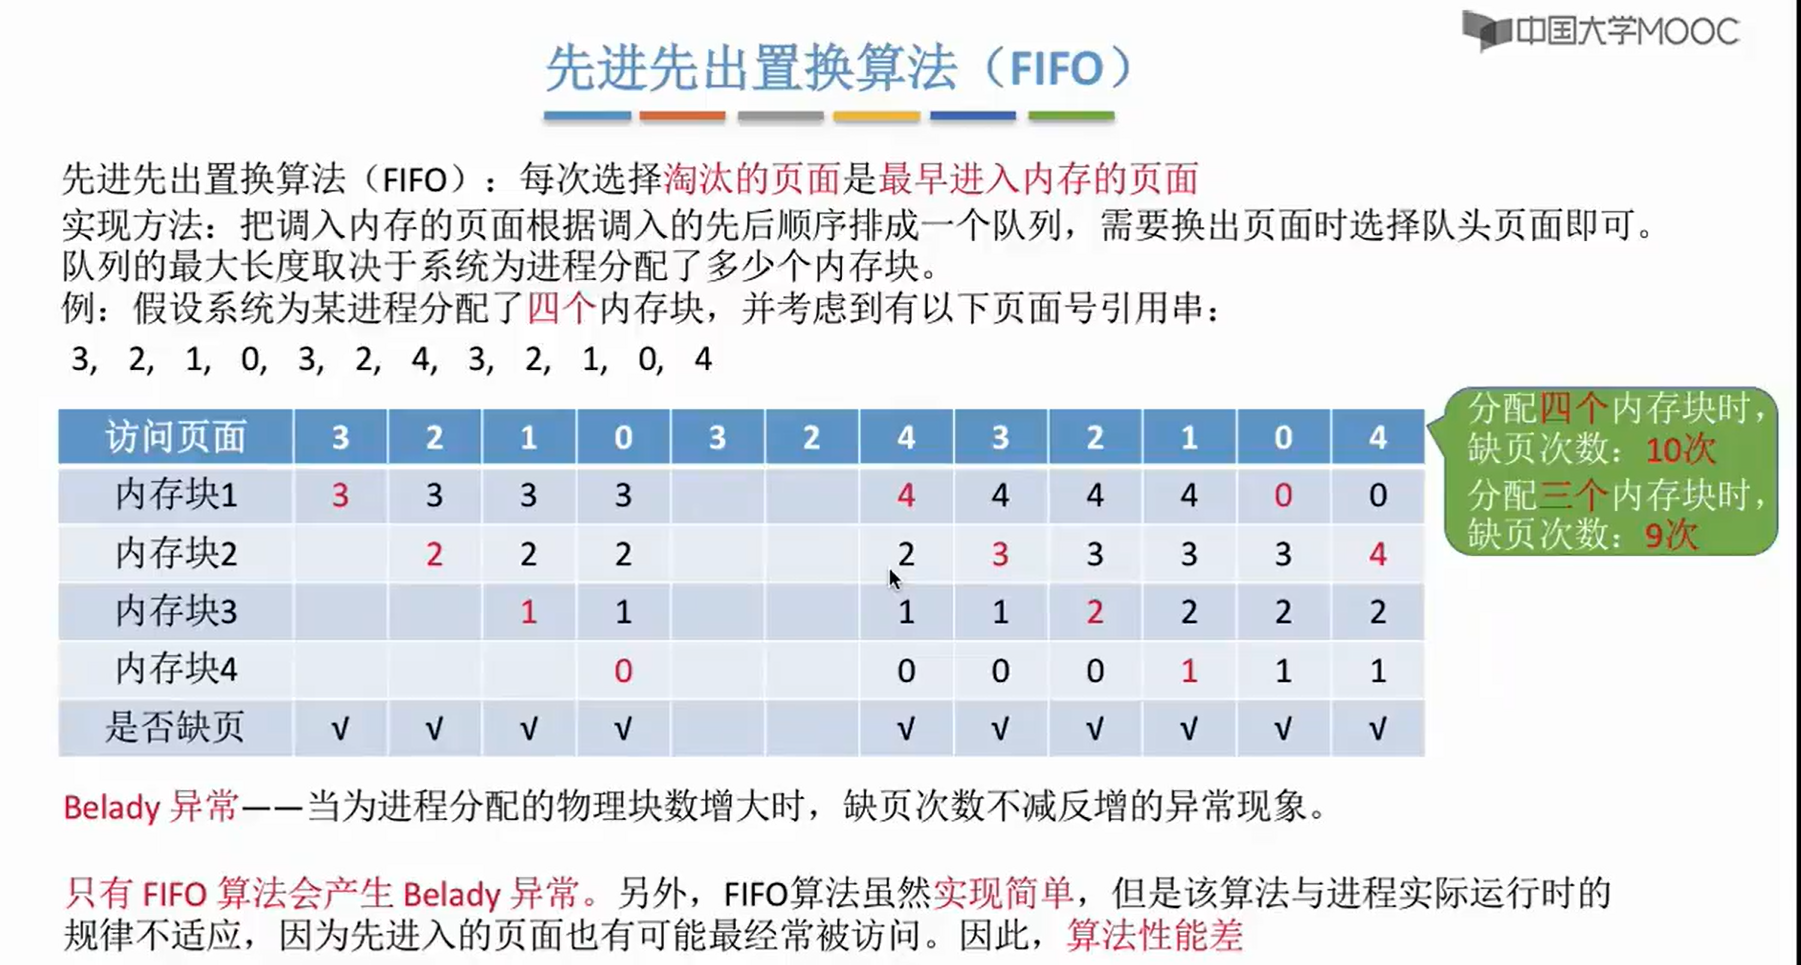 中国大学MOOC
先进先出置换算法（FIFO）
先进先出置换算法（FIFO）：每次选择淘汰的页面是最早进入内存的页面
实现方法：把调入内存的页面根据调入的先后顺序排成一个队列，需要换出页面时选择队头页面即可。
队列的最大长度取决于系统为进程分配了多少个内存块。
例：假设系统为某进程分配了四个内存块，并考虑到有以下页面号引用串：
3, 2, 1, 0, 3, 2, 4, 3, 2, 1, 0, 4
分配四个内存块时，
缺页次数：10次
分配三个内存块时，
缺页次数：9次
访问页面 3 2 1 0 3 2 4 3 2 1 0 4
内存块1 3 3 3 3 4 4 4 4 0 0
内存块2 2 2 2 2 3 3 3 3 4
内存块3 1 1 1 1 2 2 2 2
内存块4 0 0 0 0 1 1 1
是否缺页 √ √ √ √ √ √ √ √ √ √
Belady 异常——当为进程分配的物理块数增大时，缺页次数不减反增的异常现象。
只有 FIFO 算法会产生 Belady 异常。另外，FIFO算法虽然实现简单，但是该算法与进程实际运行时的
规律不适应，因为先进入的页面也有可能最经常被访问。因此，算法性能差